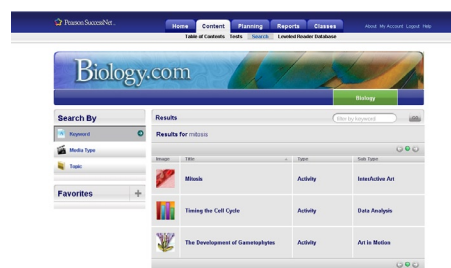 Pearson SuccessNet
Home Content Planning Reports Classes About My Account Logout Help
Table of Contents Tests Search Leveled Reader Database
Biology.com
Biology
Search By
Keyword
Media Type
Topic
Favorites +
Results
filter by keyword
Results for mitosis
Image Title Type Sub Type
Mitosis Activity InterActive Art
Timing the Cell Cycle Activity Data Analysis
The Development of Gametophytes Activity Art in Motion